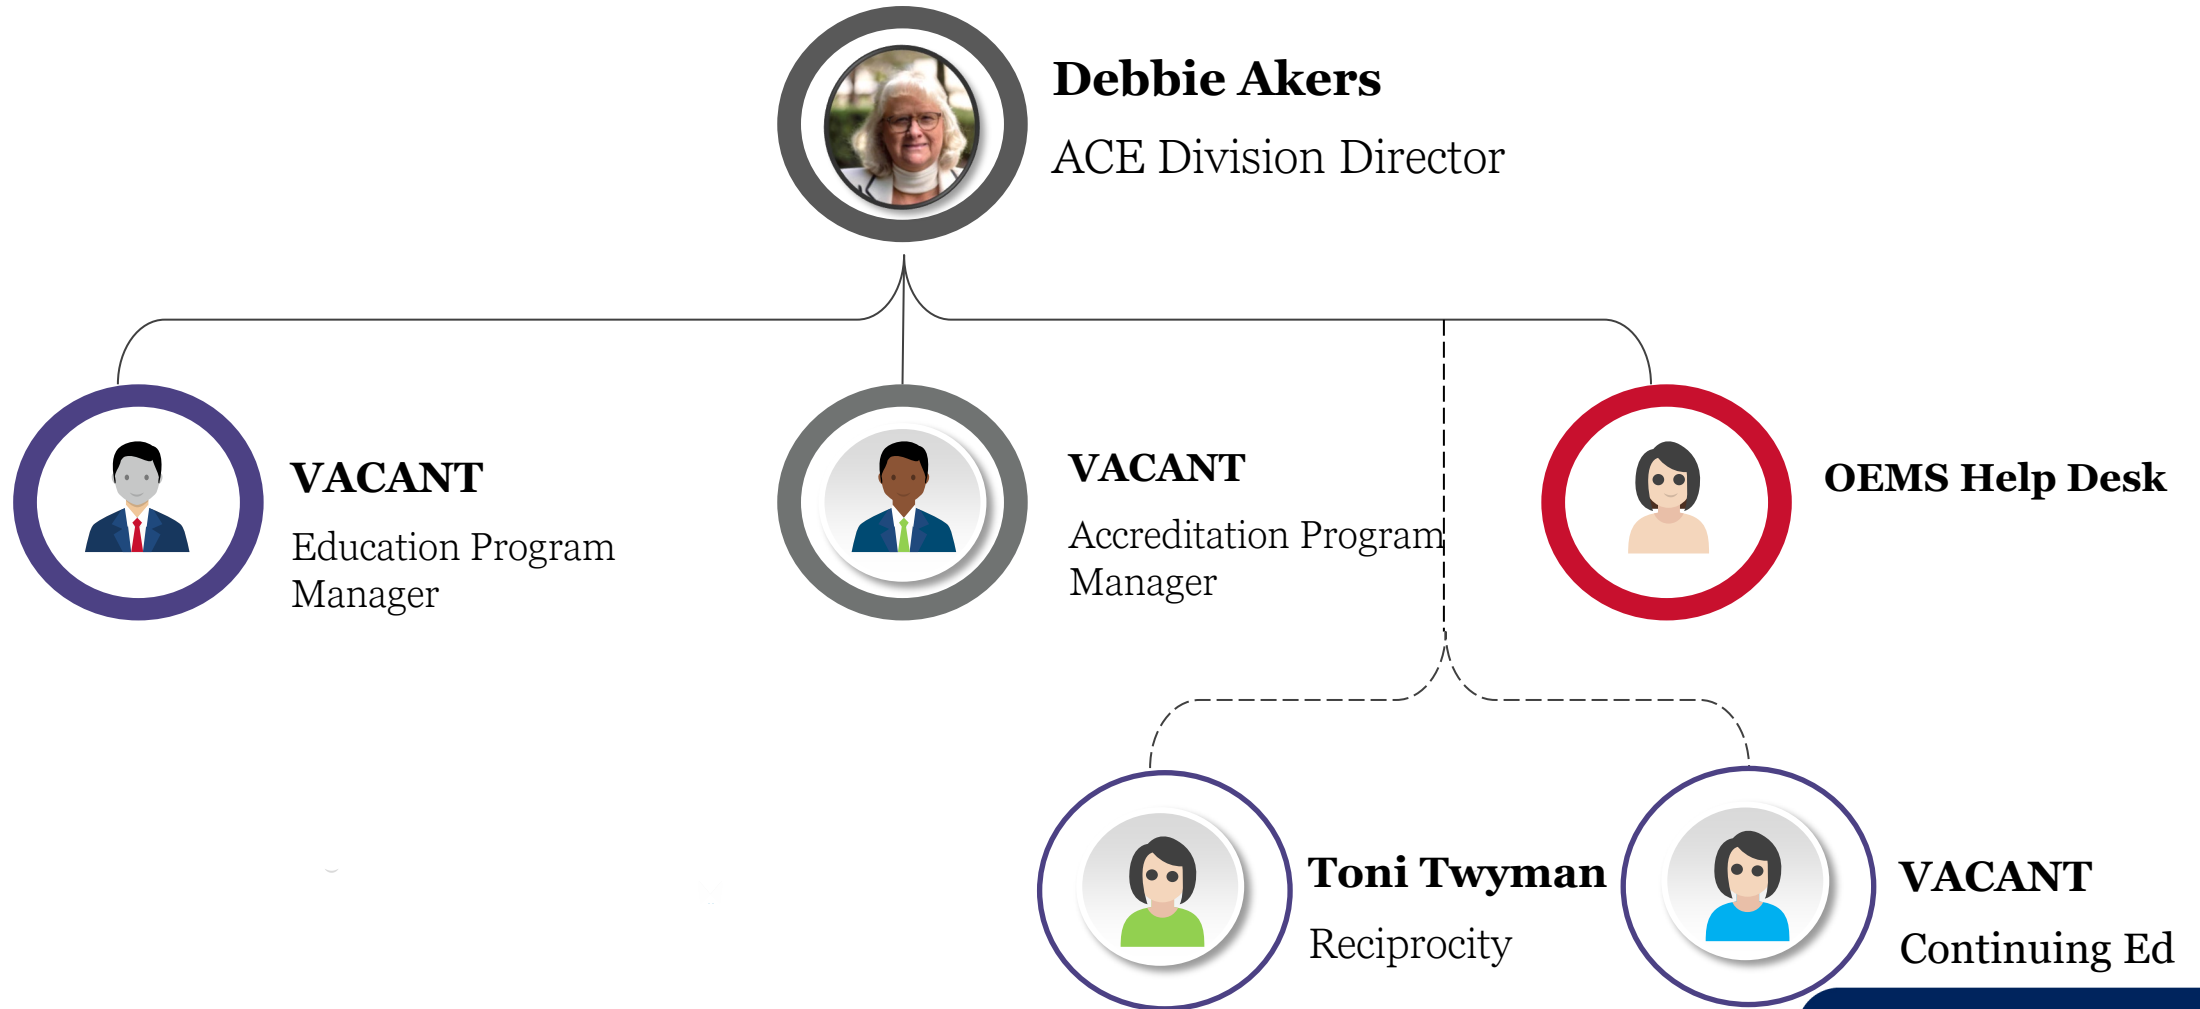 Debbie Akers
ACE Division Director
VACANT
Education Program
Manager
VACANT
Accreditation Program
Manager
OEMS Help Desk
Toni Twyman
Reciprocity
VACANT
Continuing Ed